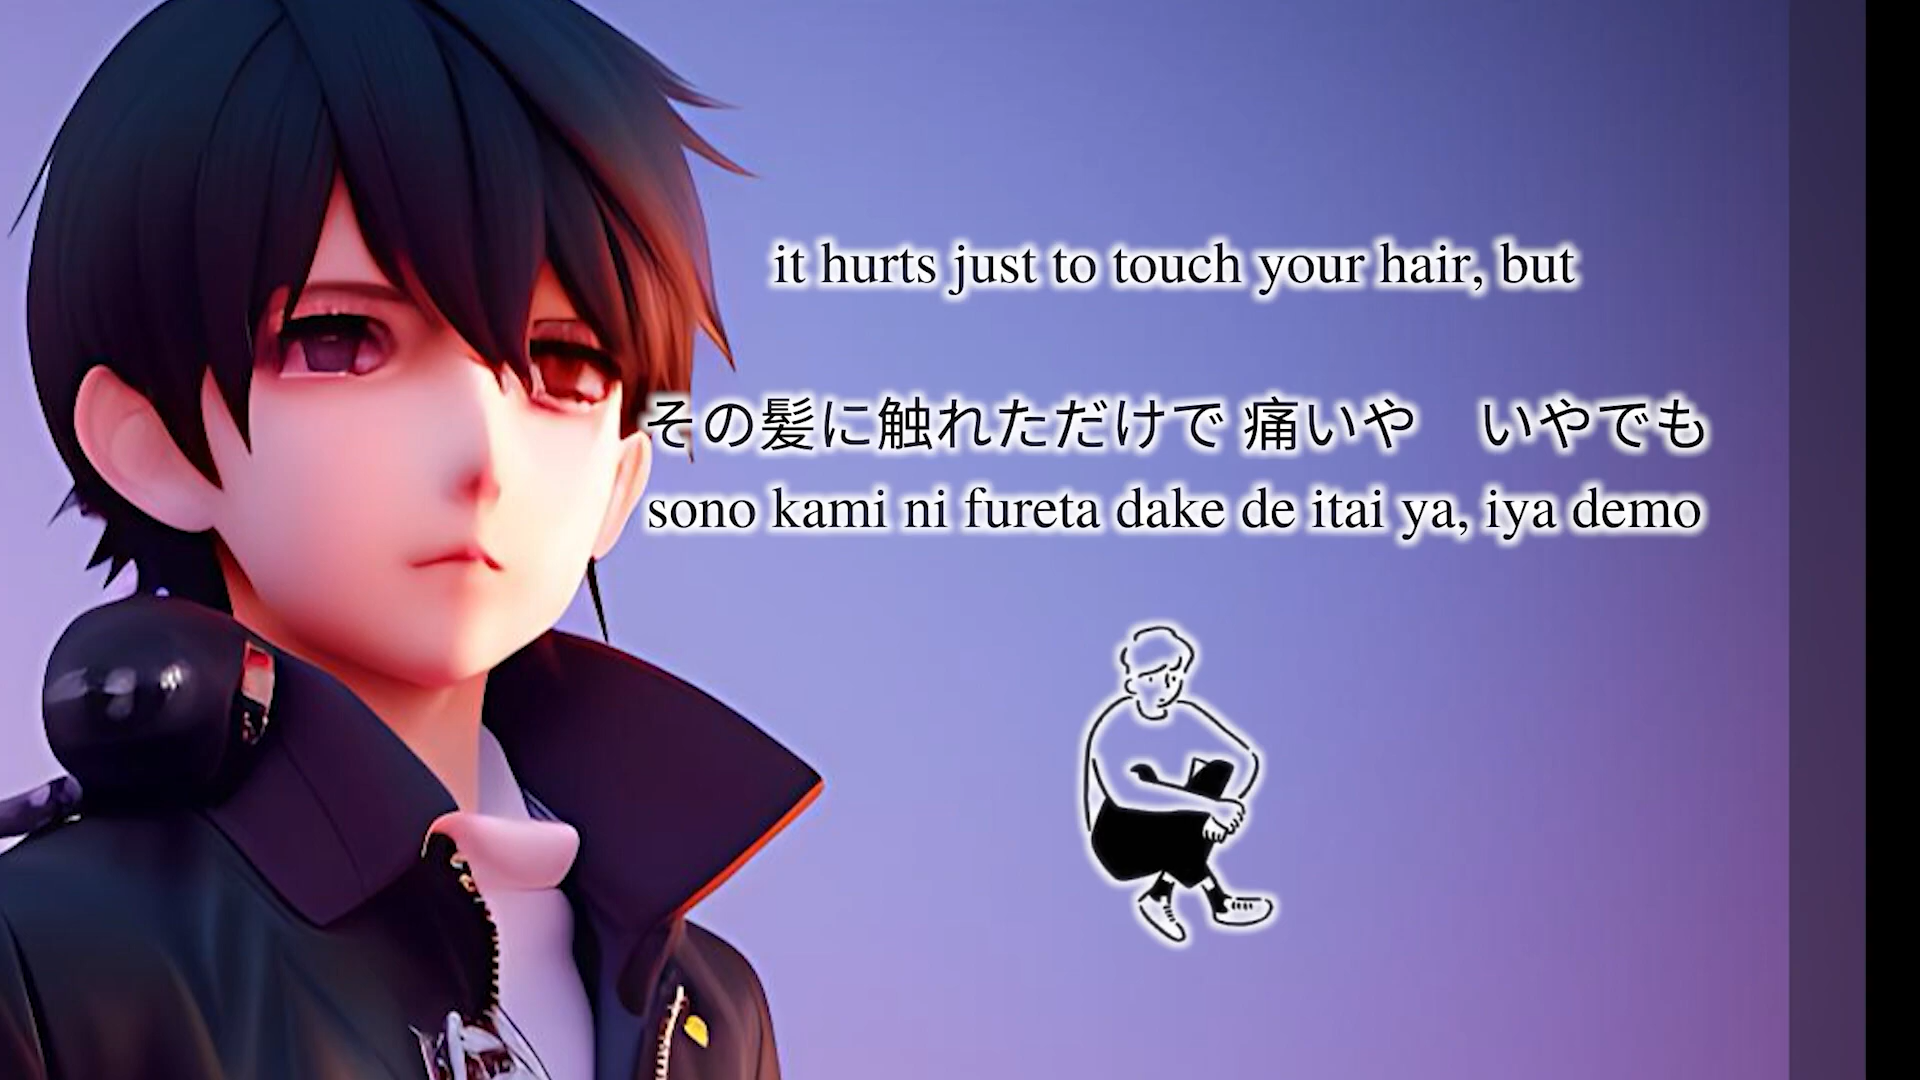 it hurts just to touch your hair, but
その髪に触れただけで 痛いや　いやでも
sono kami ni fureta dake de itai ya, iya demo